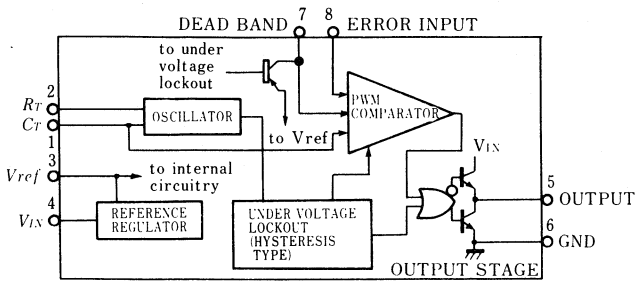 DEAD BAND
ERROR INPUT
7
8
to under
voltage
lockout
2
RT
CT
1
OSCILLATOR
PWM
COMPARATOR
to Vref
3
Vref
to internal
circuitry
4
VIN
REFERENCE
REGULATOR
UNDER VOLTAGE
LOCKOUT
(HYSTERESIS
TYPE)
VIN
5
OUTPUT
6
GND
OUTPUT STAGE